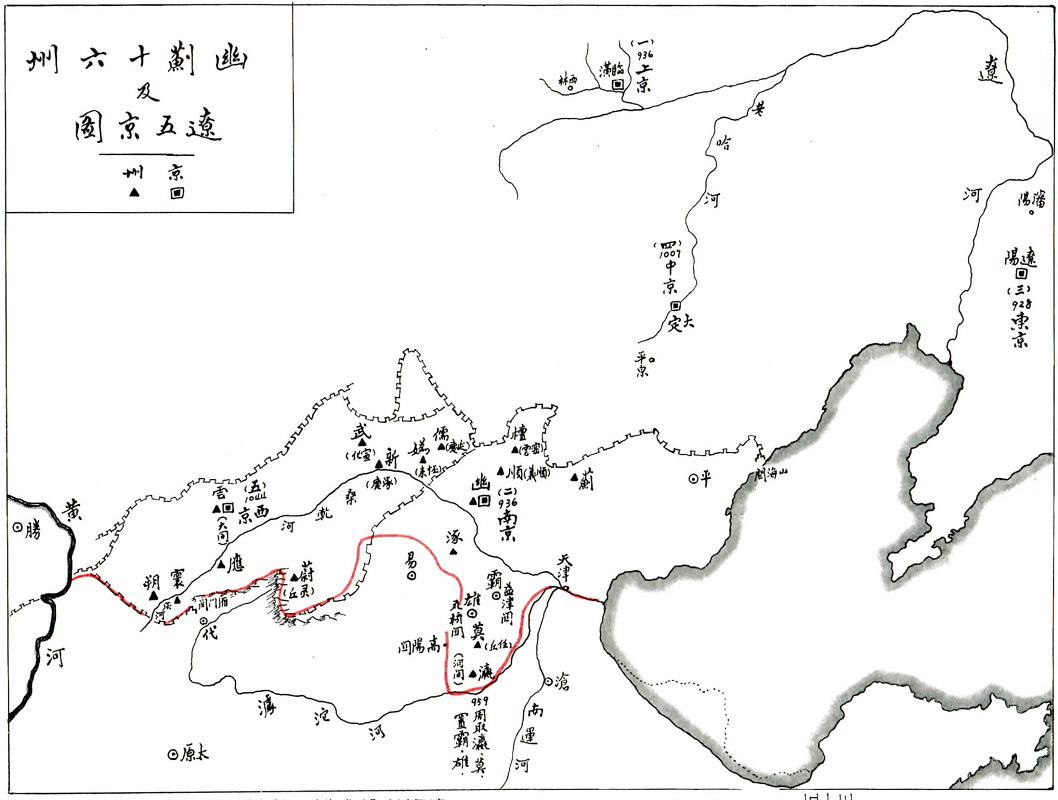 幽薊十六州
及
遼五京圖
京 州
(一)
936
上京
臨潢
林西
遼
河
瀋陽
遼陽
(三)
928
東京
老哈河
(四)
1007
中京
大定
平泉
武
(宣化)
新
(涿鹿)
媯
(懷來)
儒
(延慶)
檀
(密雲)
順(順義)
薊
平
山海關
幽
(二)
936
南京
雲
(大同)
(五)
1044
西京
桑乾河
應
寰
朔
蔚
(靈丘)
雁門關
代
涿
易
霸
益津關
雄
瓦橋關
莫
(任丘)
高陽關
瀛
(河間)
天津
滄
南運河
959
周取瀛、莫、
置霸雄.
滹沱河
太原
勝
黃
河